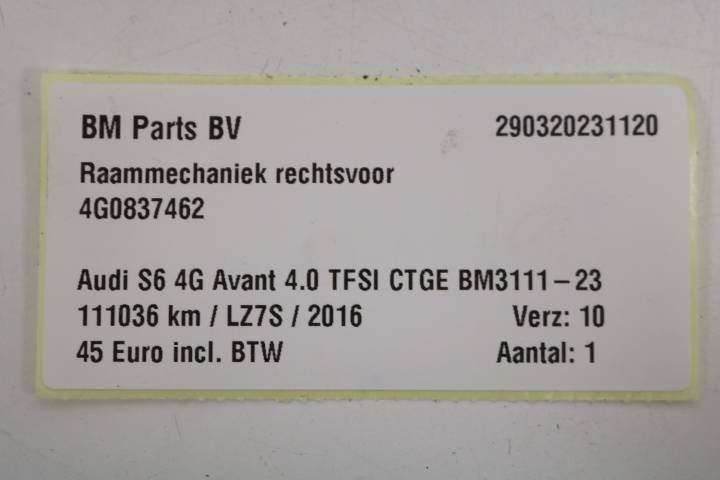 BM Parts BV 290320231120
Raammechaniek rechtsvoor
4G0837462
Audi S6 4G Avant 4.0 TFSI CTGE BM3111-23
111036 km / LZ7S / 2016 Verz: 10
45 Euro incl. BTW Aantal: 1